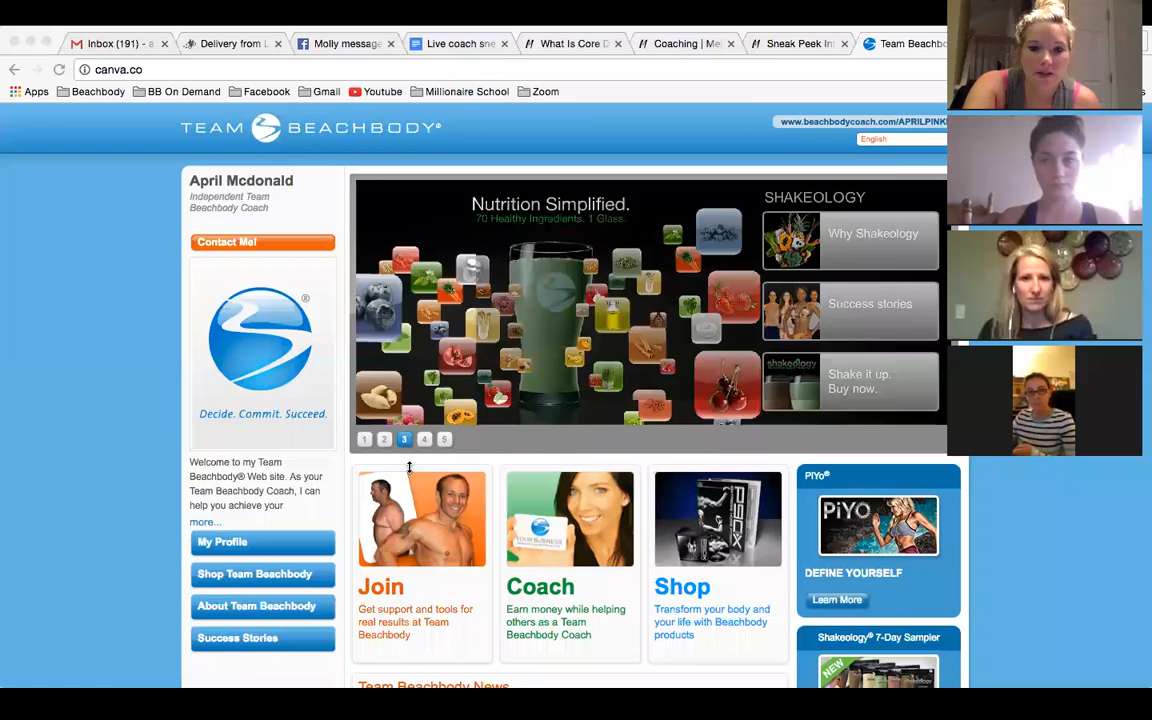 Inbox (191) - a
Delivery from L
Molly message
Live coach sne
What Is Core D
Coaching | Me
Sneak Peek In
Team Beachbo
canva.co
Apps
Beachbody
BB On Demand
Facebook
Gmail
Youtube
Millionaire School
Zoom
TEAM BEACHBODY®
www.beachbodycoach.com/APRILPINK
English
April Mcdonald
Independent Team
Beachbody Coach
Contact Me!
®
Decide. Commit. Succeed.
Welcome to my Team
Beachbody® Web site. As your
Team Beachbody Coach, I can
help you achieve your
more...
My Profile
Shop Team Beachbody
About Team Beachbody
Success Stories
Nutrition Simplified.
70 Healthy Ingredients. 1 Glass.
SHAKEOLOGY
Why Shakeology
Success stories
shakeology
Shake it up.
Buy now.
1 2 3 4 5
Join
Get support and tools for
real results at Team
Beachbody
YOUR BUSINESS
Coach
Earn money while helping
others as a Team
Beachbody Coach
P90X
Shop
Transform your body and
your life with Beachbody
products
PiYo®
PiYO
DEFINE YOURSELF
Learn More
Shakeology® 7-Day Sampler
NEW
Team Beachbody News